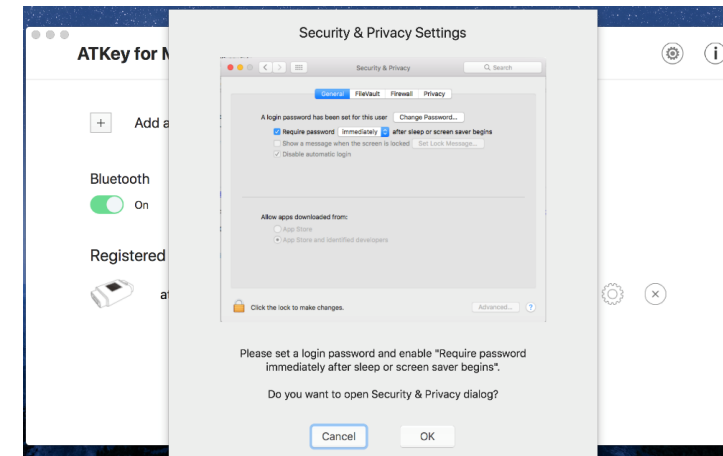 Security & Privacy Settings
ATKey for M
Security & Privacy
Search
General FileVault Firewall Privacy
A login password has been set for this user Change Password...
Require password immediately after sleep or screen saver begins
Show a message when the screen is locked Set Lock Message...
Disable automatic login
Add a
Bluetooth
On
Allow apps downloaded from:
App Store
App Store and identified developers
Registered
at
Click the lock to make changes.
Advanced... ?
Please set a login password and enable "Require password
immediately after sleep or screen saver begins".
Do you want to open Security & Privacy dialog?
Cancel OK